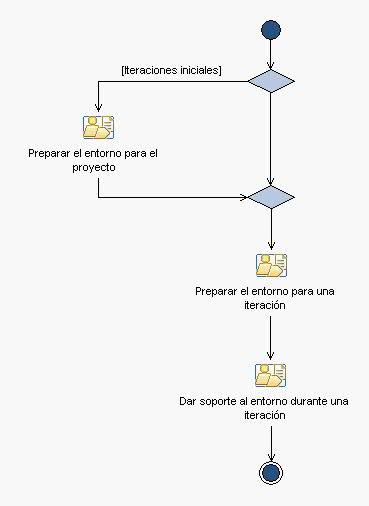 [Iteraciones iniciales]
Preparar el entorno para el
proyecto
Preparar el entorno para una
iteración
Dar soporte al entorno durante una
iteración